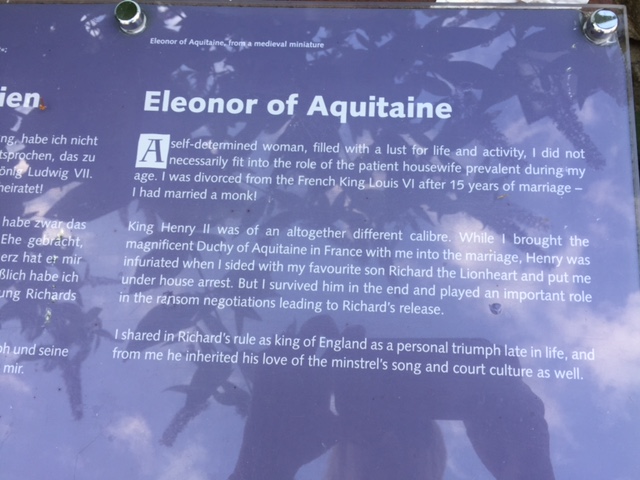 Eleonor of Aquitaine, from a medieval miniature
ien
ng, habe ich nicht
tsprochen, das zu
önig Ludwig VII.
heiratet!
habe zwar das
Ehe gebracht,
erz hat er mir
ßlich habe ich
ung Richards
ph und seine
mir.
Eleonor of Aquitaine
A self-determined woman, filled with a lust for life and activity, I did not
necessarily fit into the role of the patient housewife prevalent during my
age. I was divorced from the French King Louis VI after 15 years of marriage –
I had married a monk!
King Henry II was of an altogether different calibre. While I brought the
magnificent Duchy of Aquitaine in France with me into the marriage, Henry was
infuriated when I sided with my favourite son Richard the Lionheart and put me
under house arrest. But I survived him in the end and played an important role
in the ransom negotiations leading to Richard's release.
I shared in Richard's rule as king of England as a personal triumph late in life, and
from me he inherited his love of the minstrel's song and court culture as well.